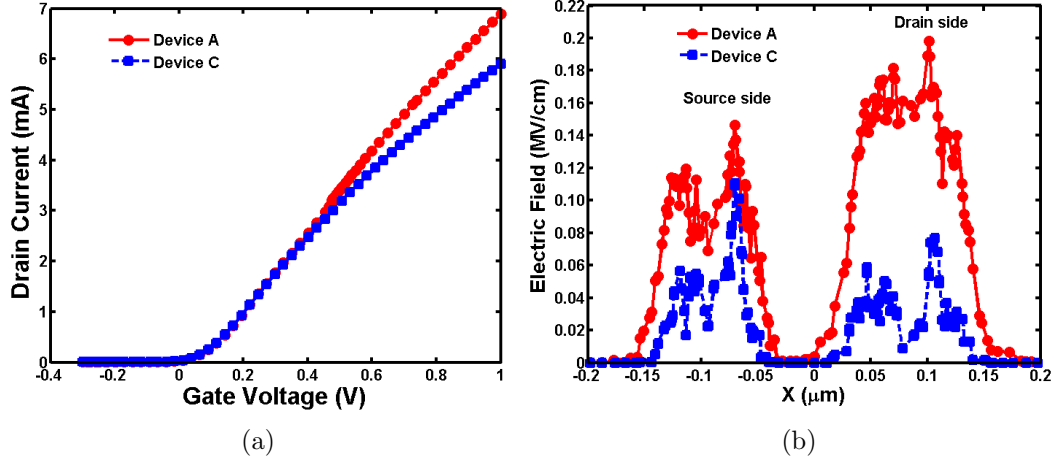 7
6
5
4
3
2
1
0
Drain Current (mA)
Device A
Device C
-0.4 -0.2 0 0.2 0.4 0.6 0.8 1
Gate Voltage (V)
(a)
0.22
0.2
0.18
0.16
0.14
0.12
0.1
0.08
0.06
0.04
0.02
0
Electric Field (MV/cm)
Device A
Device C
Drain side
Source side
-0.2 -0.15 -0.1 -0.05 0 0.05 0.1 0.15 0.2
X (μm)
(b)